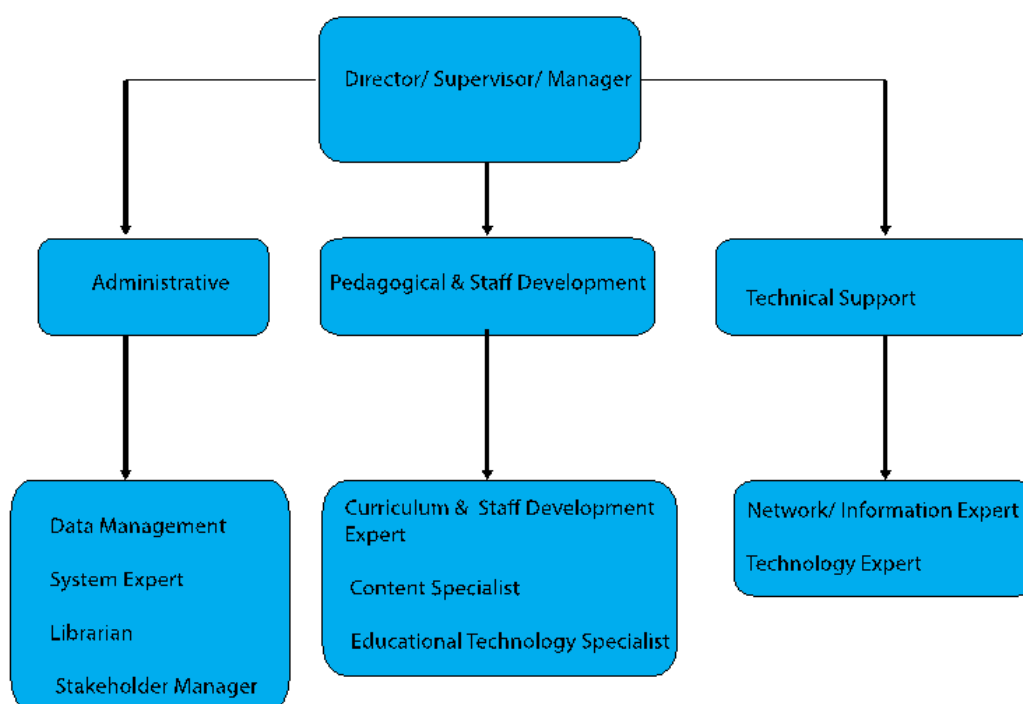 Director/ Supervisor/ Manager
Administrative
Pedagogical & Staff Development
Technical Support
Data Management
System Expert
Librarian
Stakeholder Manager
Curriculum & Staff Development
Expert
Content Specialist
Educational Technology Specialist
Network/ Information Expert
Technology Expert